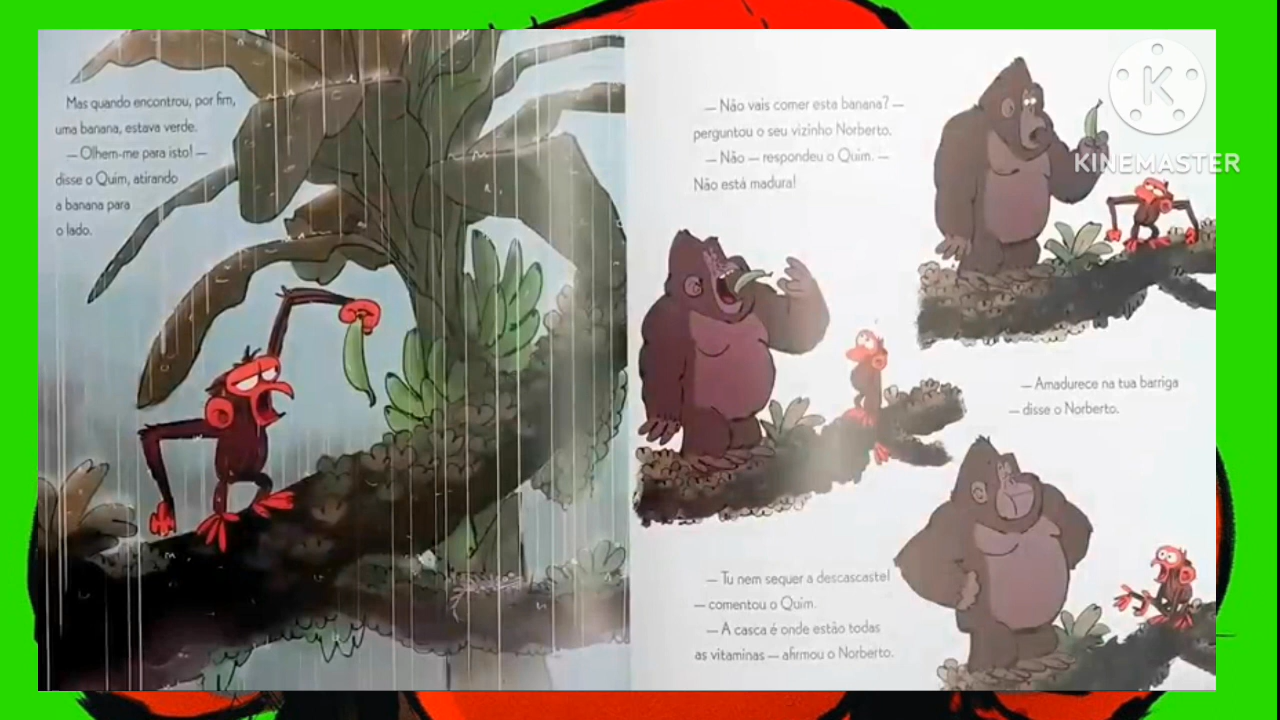 Mas quando encontrou, por fim,
uma banana, estava verde.
— Olhem-me para isto! —
disse o Quim, atirando
a banana para
o lado.
— Não vais comer esta banana? —
perguntou o seu vizinho Norberto.
— Não — respondeu o Quim. —
Não está madura!
— Amadurece na tua barriga
— disse o Norberto.
— Tu nem sequer a descascaste!
— comentou o Quim.
— A casca é onde estão todas
as vitaminas — afirmou o Norberto.
K
KINEMASTER